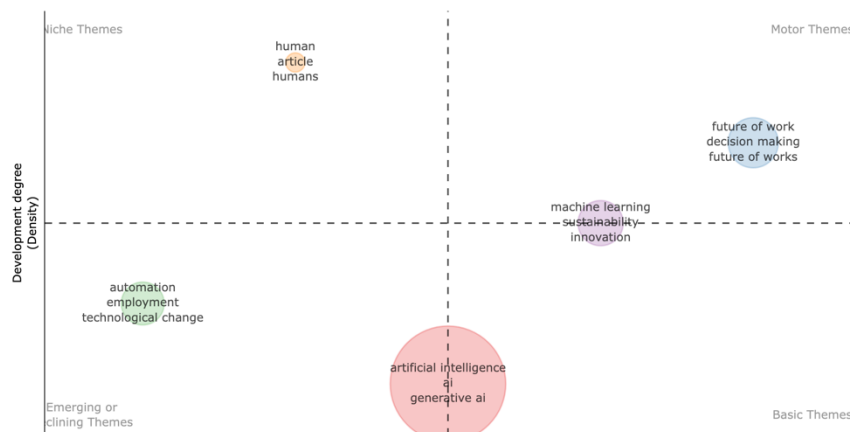 Niche Themes
Motor Themes
human
article
humans
future of work
decision making
future of works
machine learning
sustainability
innovation
Development degree
(Density)
automation
employment
technological change
artificial intelligence
ai
generative ai
Emerging or
clining Themes
Basic Themes